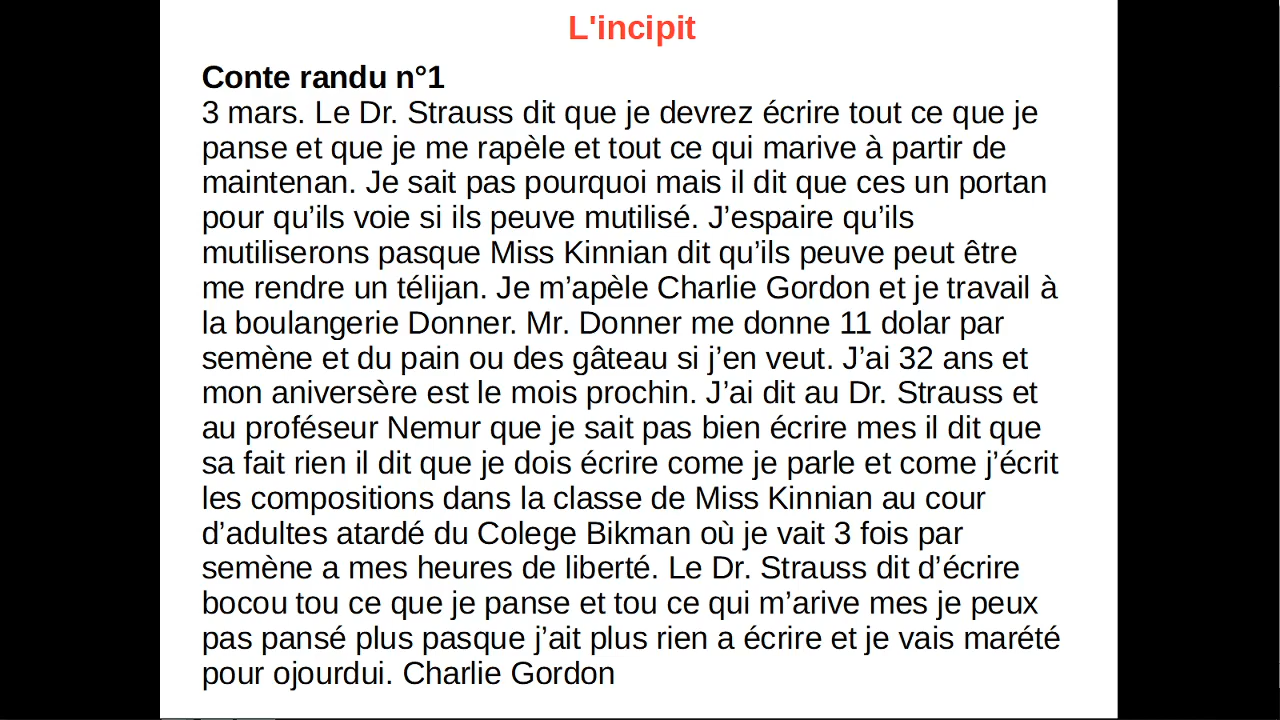 L'incipit
Conte randu n°1
3 mars. Le Dr. Strauss dit que je devrez écrire tout ce que je
panse et que je me rapèle et tout ce qui marive à partir de
maintenan. Je sait pas pourquoi mais il dit que ces un portan
pour qu’ils voie si ils peuve mutilisé. J’espaire qu’ils
mutiliserons pasque Miss Kinnian dit qu’ils peuve peut être
me rendre un télijan. Je m’apèle Charlie Gordon et je travail à
la boulangerie Donner. Mr. Donner me donne 11 dolar par
semène et du pain ou des gâteau si j’en veut. J’ai 32 ans et
mon aniversère est le mois prochin. J’ai dit au Dr. Strauss et
au proféseur Nemur que je sait pas bien écrire mes il dit que
sa fait rien il dit que je dois écrire come je parle et come j’écrit
les compositions dans la classe de Miss Kinnian au cour
d’adultes atardé du Colege Bikman où je vait 3 fois par
semène a mes heures de liberté. Le Dr. Strauss dit d’écrire
bocou tou ce que je panse et tou ce qui m’arive mes je peux
pas pansé plus pasque j’ait plus rien a écrire et je vais marété
pour ojourdui. Charlie Gordon